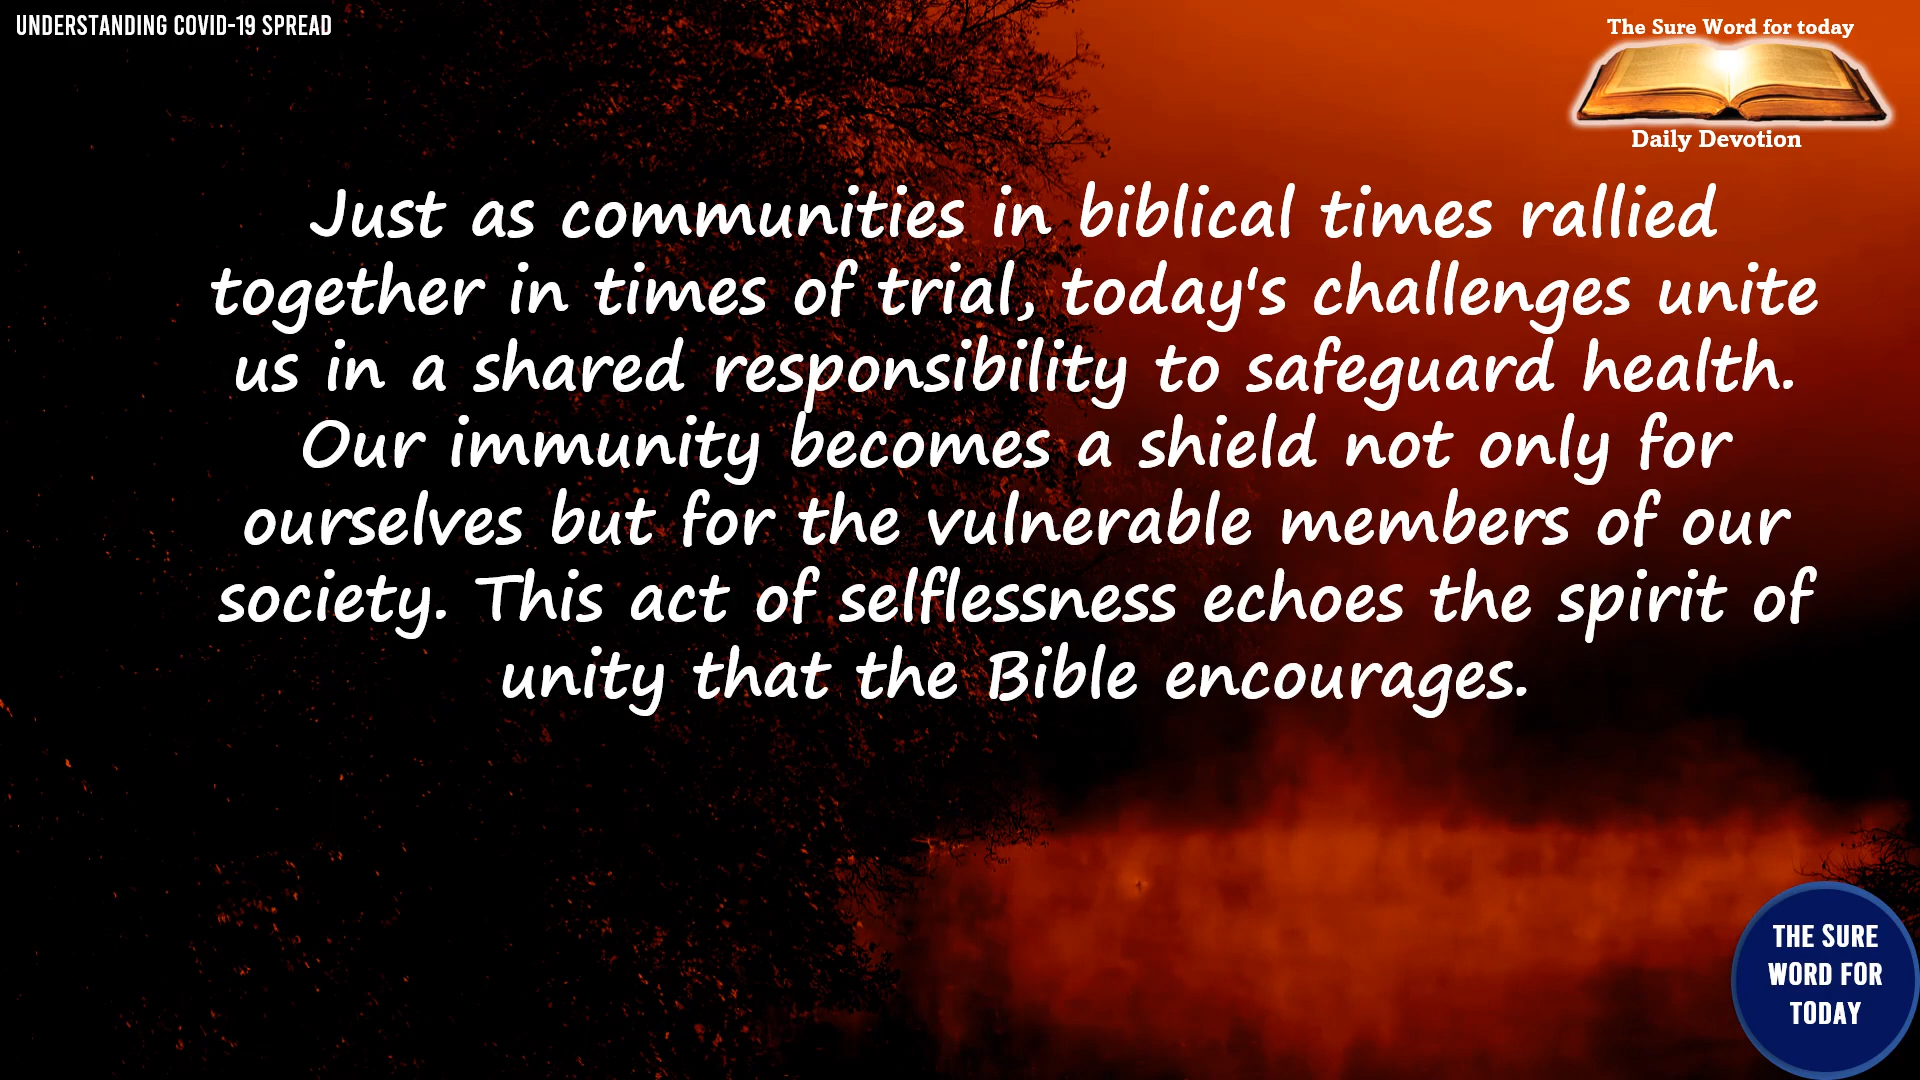 UNDERSTANDING COVID-19 SPREAD
The Sure Word for today
Daily Devotion
Just as communities in biblical times rallied
together in times of trial, today's challenges unite
us in a shared responsibility to safeguard health.
Our immunity becomes a shield not only for
ourselves but for the vulnerable members of our
society. This act of selflessness echoes the spirit of
unity that the Bible encourages.
THE SURE
WORD FOR
TODAY